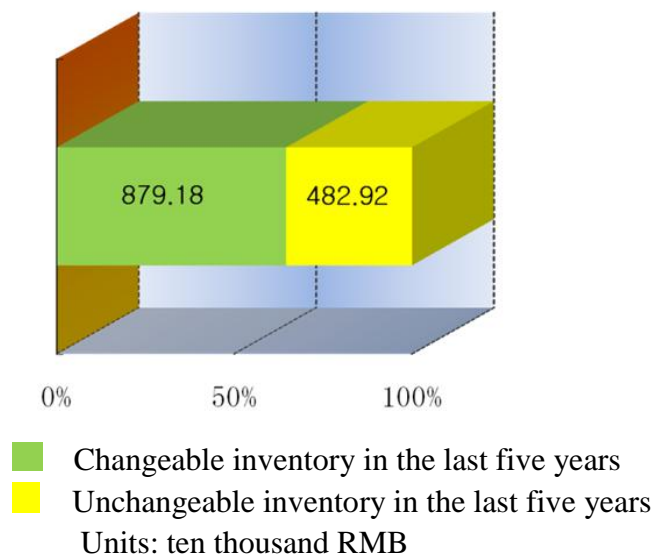 879.18 482.92
0% 50% 100%
Changeable inventory in the last five years
Unchangeable inventory in the last five years
Units: ten thousand RMB